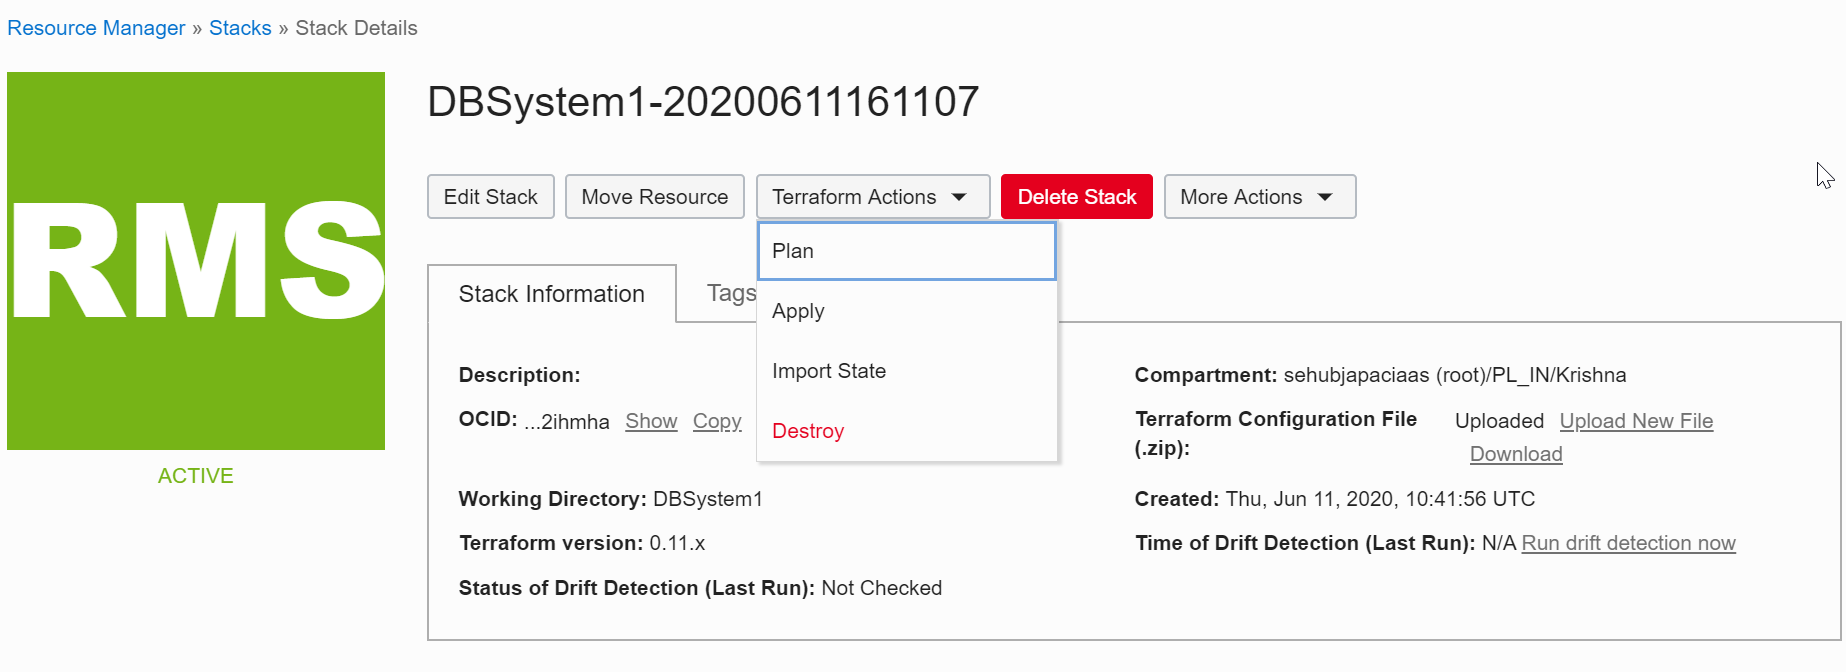 Resource Manager » Stacks » Stack Details
RMS
ACTIVE
DBSystem1-20200611161107
Edit Stack Move Resource Terraform Actions Delete Stack More Actions
Plan
Apply
Import State
Destroy
Stack Information Tags
Description:
OCID: ...2ihmha Show Copy
Working Directory: DBSystem1
Terraform version: 0.11.x
Status of Drift Detection (Last Run): Not Checked
Compartment: sehubjapaciaas (root)/PL_IN/Krishna
Terraform Configuration File Uploaded Upload New File
(.zip): Download
Created: Thu, Jun 11, 2020, 10:41:56 UTC
Time of Drift Detection (Last Run): N/A Run drift detection now